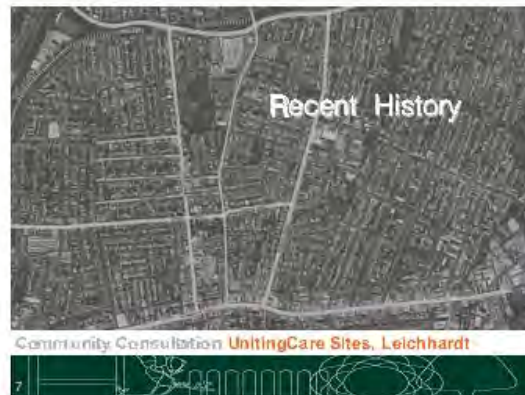 Recent History
Community Consultation UnitingCare Sites, Leichhardt
7